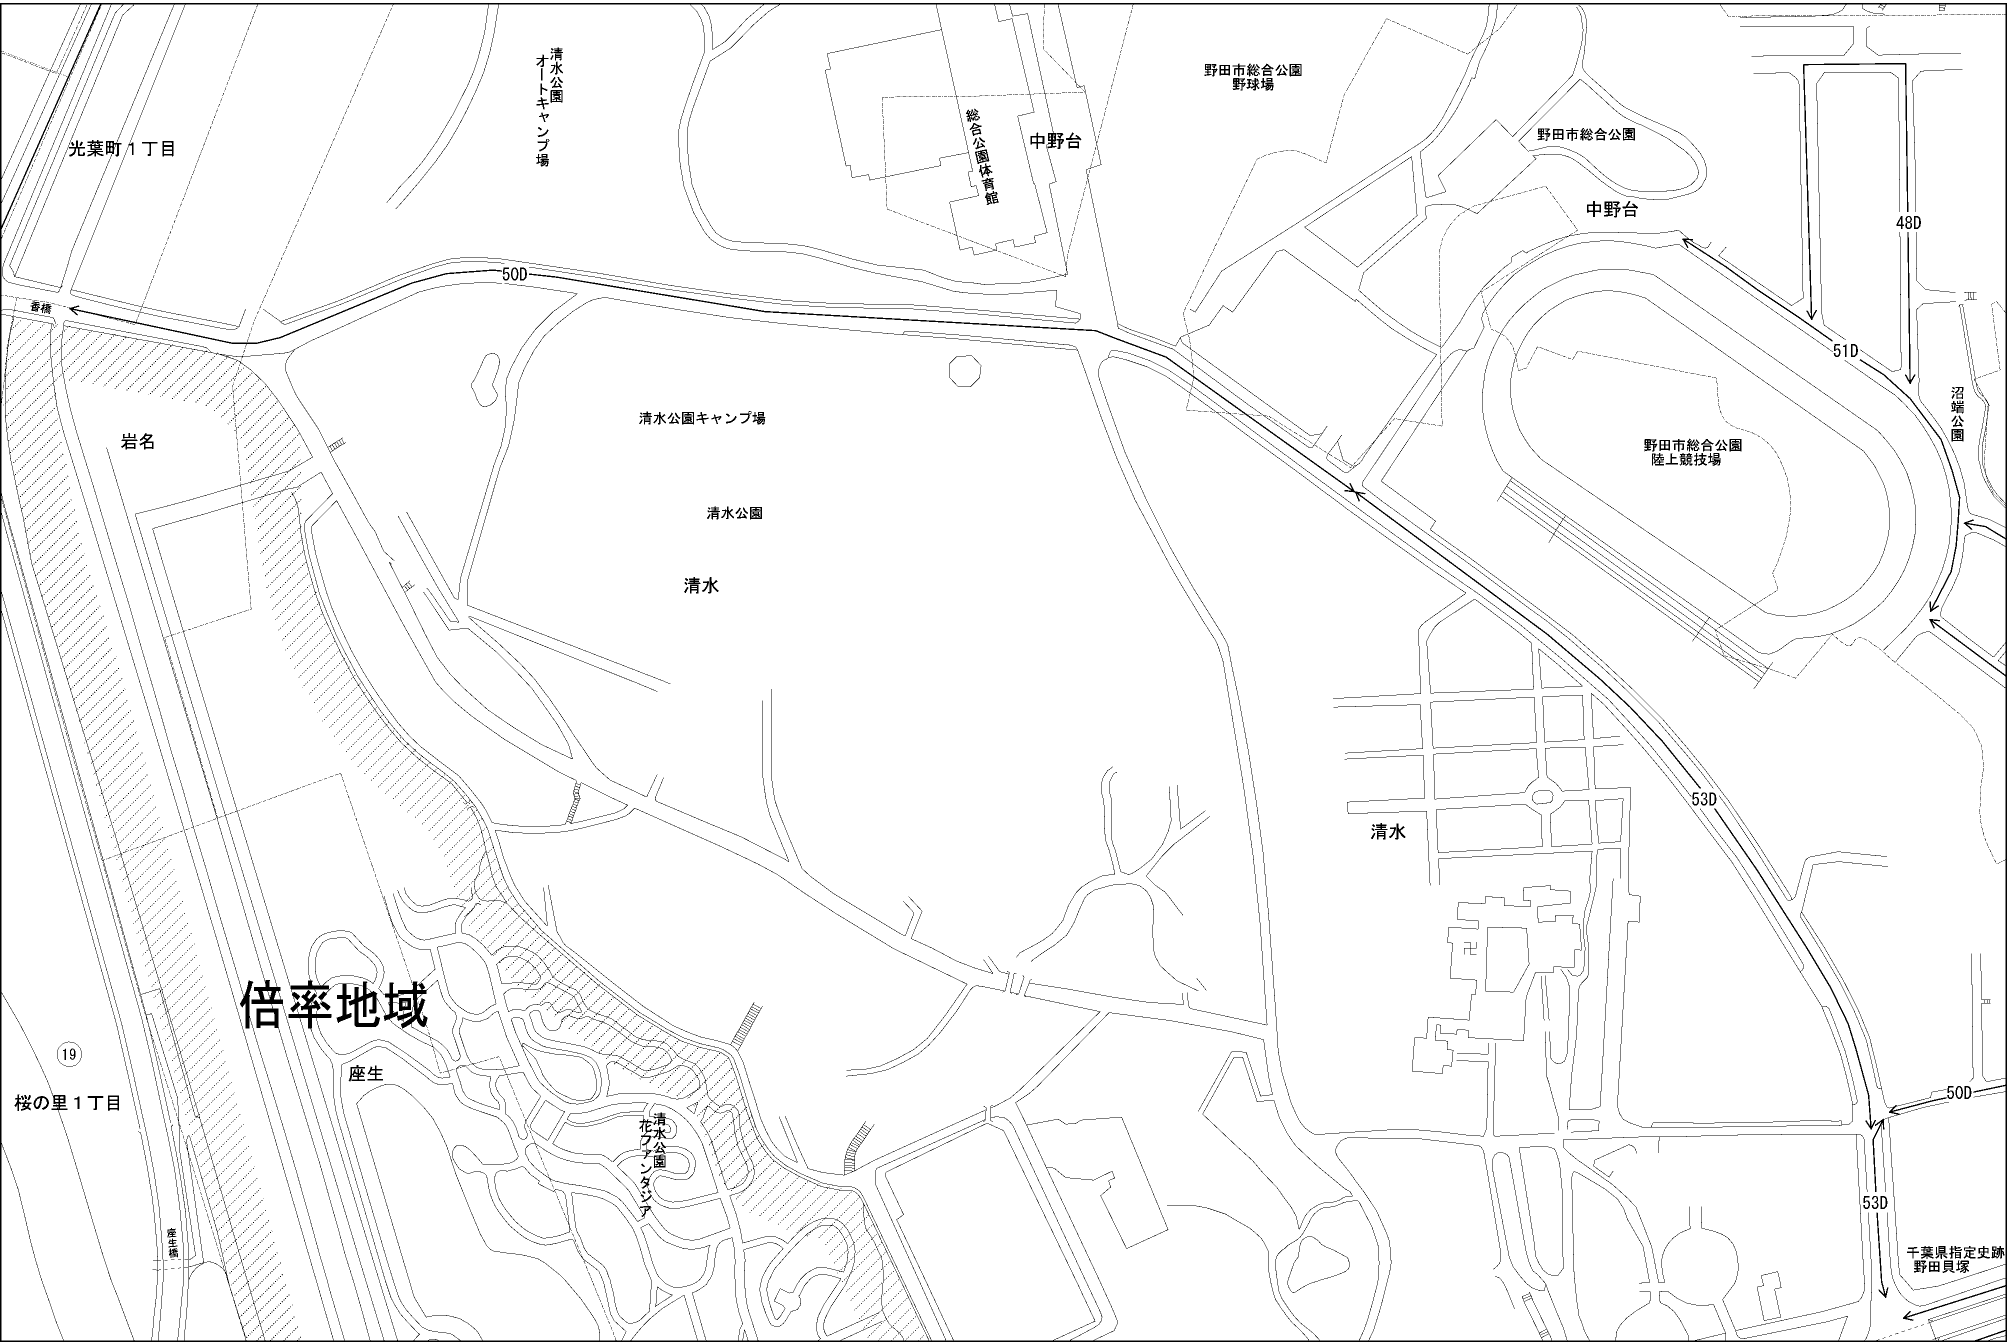 清水公園
オートキャンプ場
光葉町１丁目
総合公園体育館
中野台
野田市総合公園
野球場
野田市総合公園
中野台
48D
50D
香橋
51D
沼端公園
清水公園キャンプ場
岩名
野田市総合公園
陸上競技場
清水公園
清水
53D
清水
倍率地域
19
座生
桜の里１丁目
50D
清水公園
花ファンタジア
53D
座生橋
千葉県指定史跡
野田貝塚